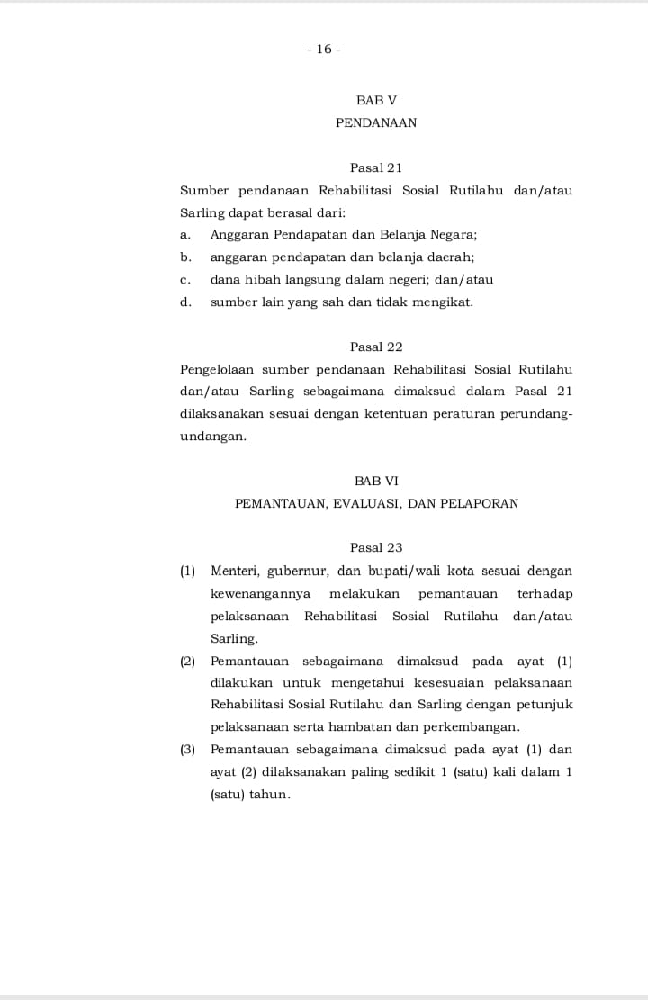 - 16 -
BAB V
PENDANAAN
Pasal 21
Sumber pendanaan Rehabilitasi Sosial Rutilahu dan/atau
Sarling dapat berasal dari:
a. Anggaran Pendapatan dan Belanja Negara;
b. anggaran pendapatan dan belanja daerah;
c. dana hibah langsung dalam negeri; dan/atau
d. sumber lain yang sah dan tidak mengikat.
Pasal 22
Pengelolaan sumber pendanaan Rehabilitasi Sosial Rutilahu
dan/atau Sarling sebagaimana dimaksud dalam Pasal 21
dilaksanakan sesuai dengan ketentuan peraturan perundang-
undangan.
BAB VI
PEMANTAUAN, EVALUASI, DAN PELAPORAN
Pasal 23
(1) Menteri, gubernur, dan bupati/wali kota sesuai dengan
kewenangannya melakukan pemantauan terhadap
pelaksanaan Rehabilitasi Sosial Rutilahu dan/atau
Sarling.
(2) Pemantauan sebagaimana dimaksud pada ayat (1)
dilakukan untuk mengetahui kesesuaian pelaksanaan
Rehabilitasi Sosial Rutilahu dan Sarling dengan petunjuk
pelaksanaan serta hambatan dan perkembangan.
(3) Pemantauan sebagaimana dimaksud pada ayat (1) dan
ayat (2) dilaksanakan paling sedikit 1 (satu) kali dalam 1
(satu) tahun.